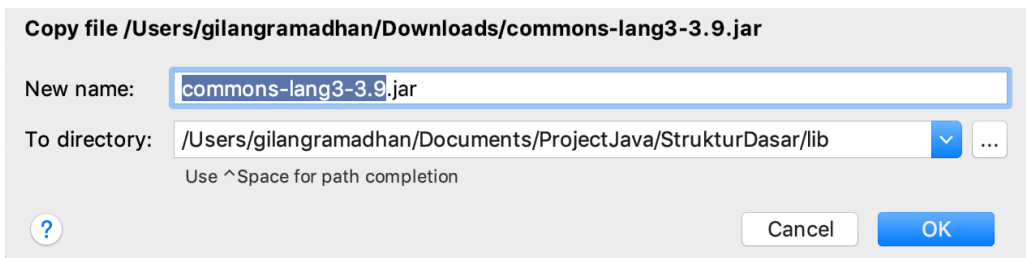 Copy file /Users/gilangramadhan/Downloads/commons-lang3-3.9.jar
New name: commons-lang3-3.9.jar
To directory: /Users/gilangramadhan/Documents/ProjectJava/StrukturDasar/lib ...
Use ^Space for path completion
? Cancel OK